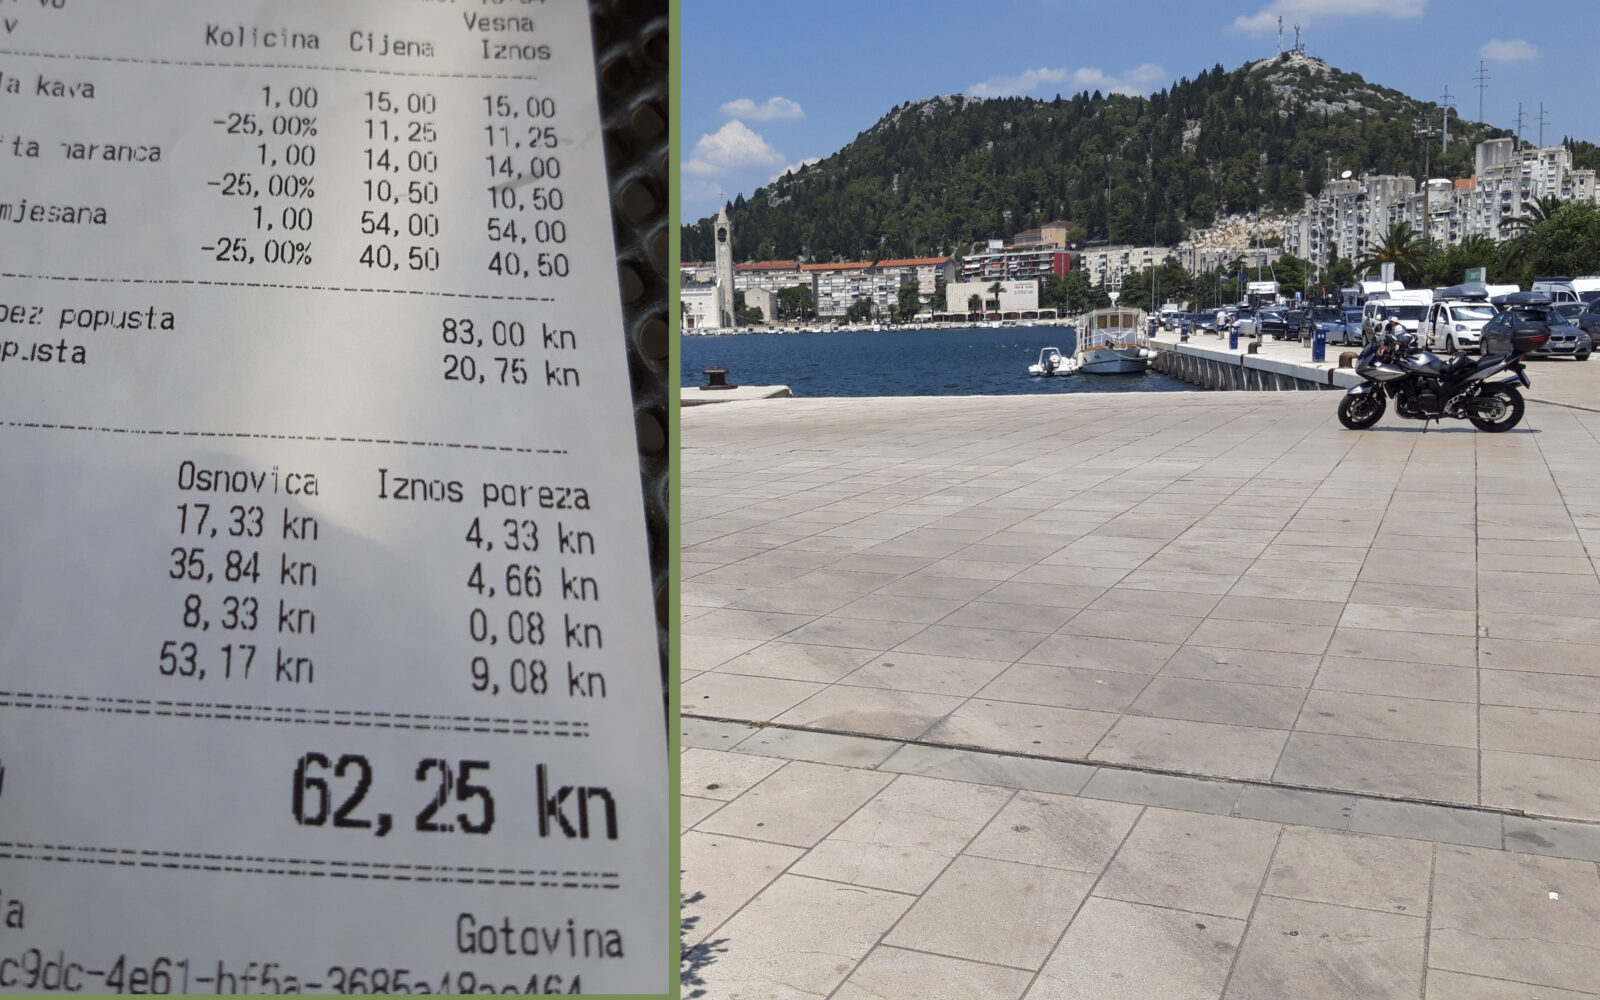 Vesna
Kolicina Cijena Iznos
kava
1,00 15,00 15,00
-25,00% 11,25 11,25
naranca 1,00 14,00 14,00
-25,00% 10,50 10,50
mjesana 1,00 54,00 54,00
-25,00% 40,50 40,50
bez popusta 83,00 kn
20,75 kn
Osnovica Iznos poreza
17,33 kn 4,33 kn
35,84 kn 4,66 kn
8,33 kn 0,08 kn
53,17 kn 9,08 kn
62,25 kn
Gotovina
INFO